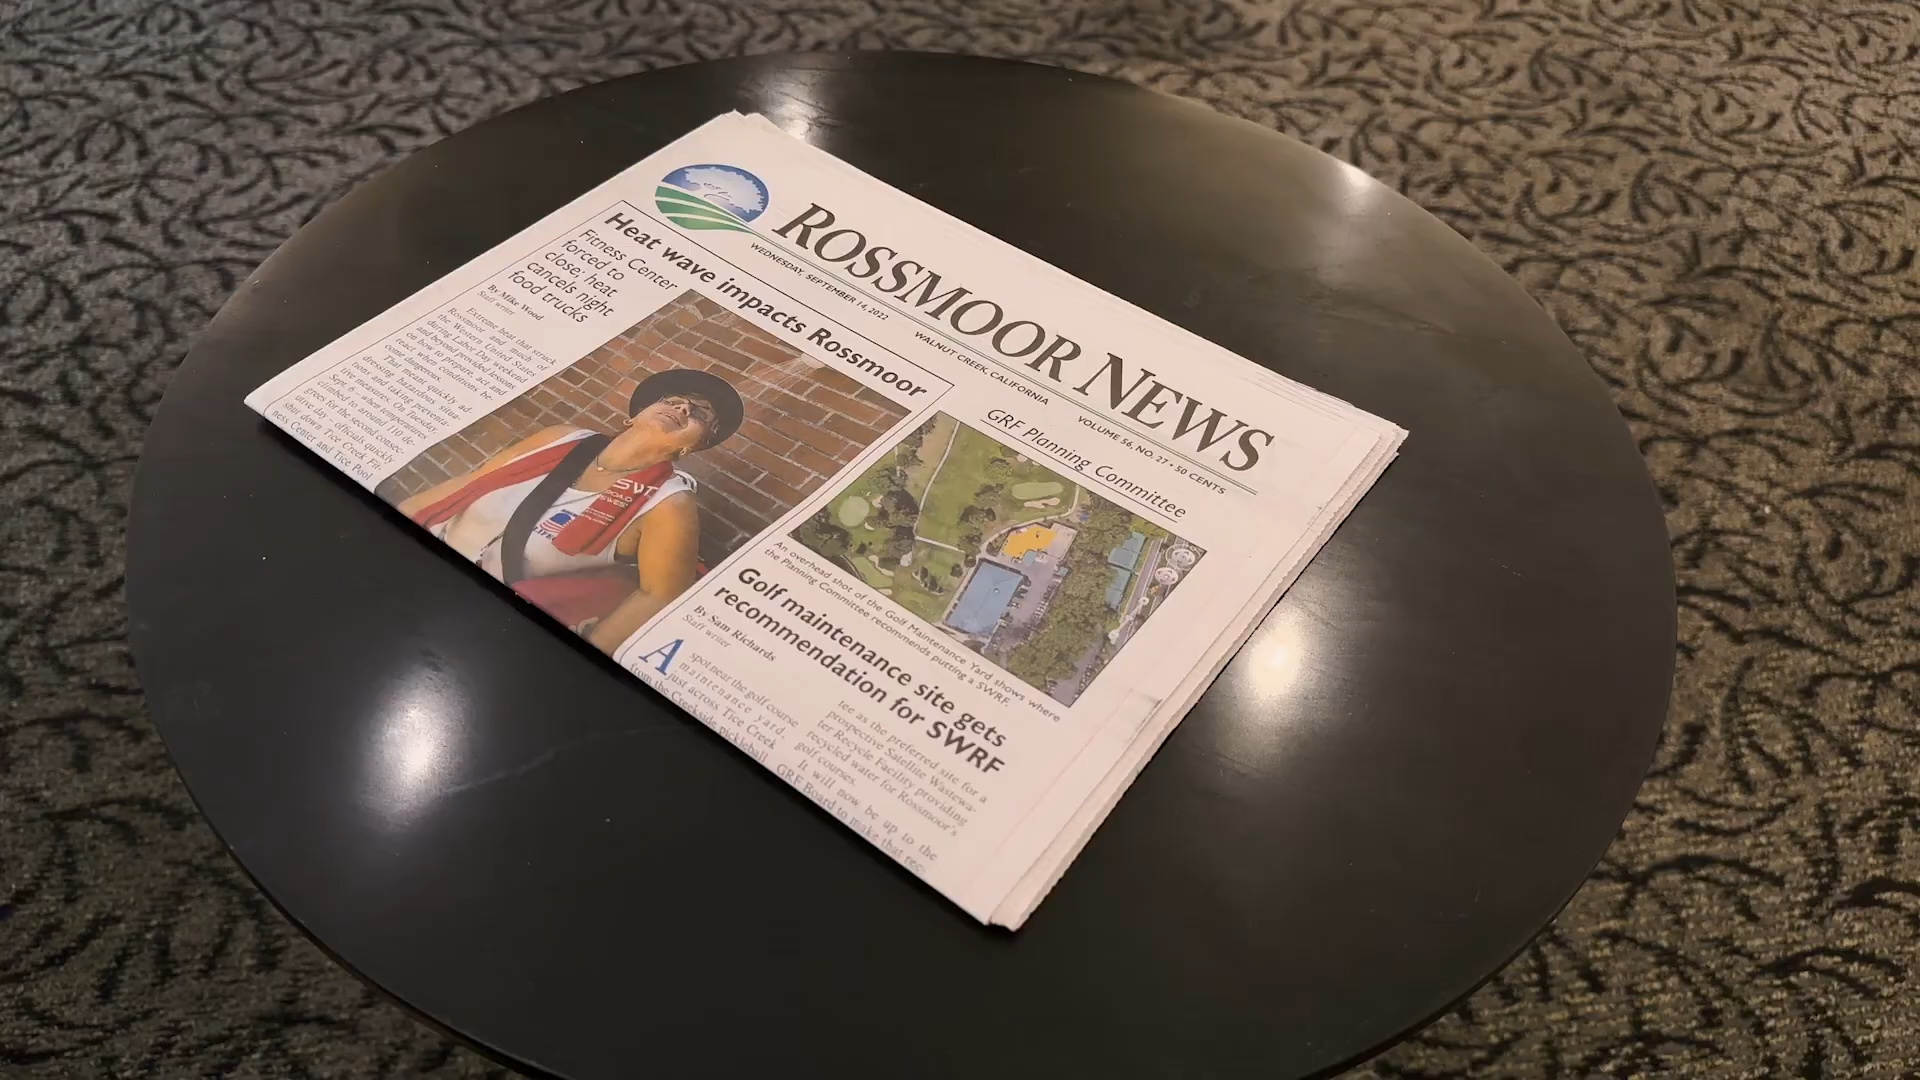 ROSSMOOR NEWS
WEDNESDAY, SEPTEMBER 14, 2022 WALNUT CREEK, CALIFORNIA VOLUME 56, NO. 27 • 50 CENTS
Heat wave impacts Rossmoor
Fitness Center
forced to
close; heat
cancels night
food trucks
By Mike Wood
Staff writer
Extreme heat that struck
Rossmoor and much of
the Western United States
during Labor Day weekend
and beyond provided lessons
on how to prepare, act and
react when conditions be-
come dangerous.
That meant quickly ad-
dressing hazardous situa-
tions and taking preventa-
tive measures. On Tuesday,
Sept. 6 – when temperatures
climbed to around 110 de-
grees for the second consec-
utive day – officials quickly
shut down Tice Creek Fit-
ness Center and Tice Pool
GRF Planning Committee
An overhead shot of the Golf Maintenance Yard shows where
the Planning Committee recommends putting a SWRF.
Golf maintenance site gets
recommendation for SWRF
By Sam Richards
Staff writer
A spot near the golf course
maintenance yard,
just across Tice Creek
from the Creekside pickleball
tee as the preferred site for a
prospective Satellite Wastewa-
ter Recycle Facility providing
recycled water for Rossmoor's
golf courses.
It will now be up to the
GRF Board to make that rec-